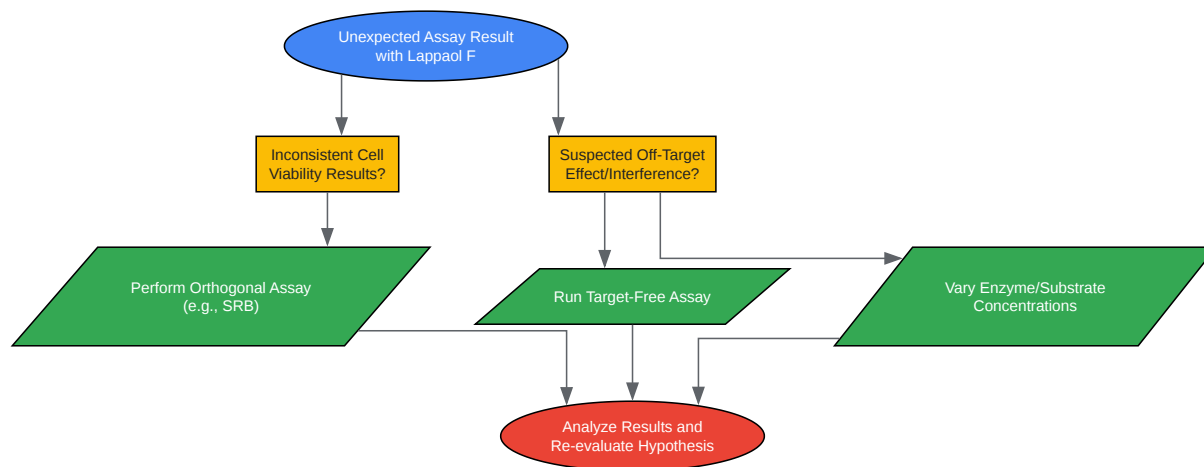 Unexpected Assay Result
with Lappaol F
Inconsistent Cell
Viability Results?
Suspected Off-Target
Effect/Interference?
Perform Orthogonal Assay
(e.g., SRB)
Run Target-Free Assay
Vary Enzyme/Substrate
Concentrations
Analyze Results and
Re-evaluate Hypothesis